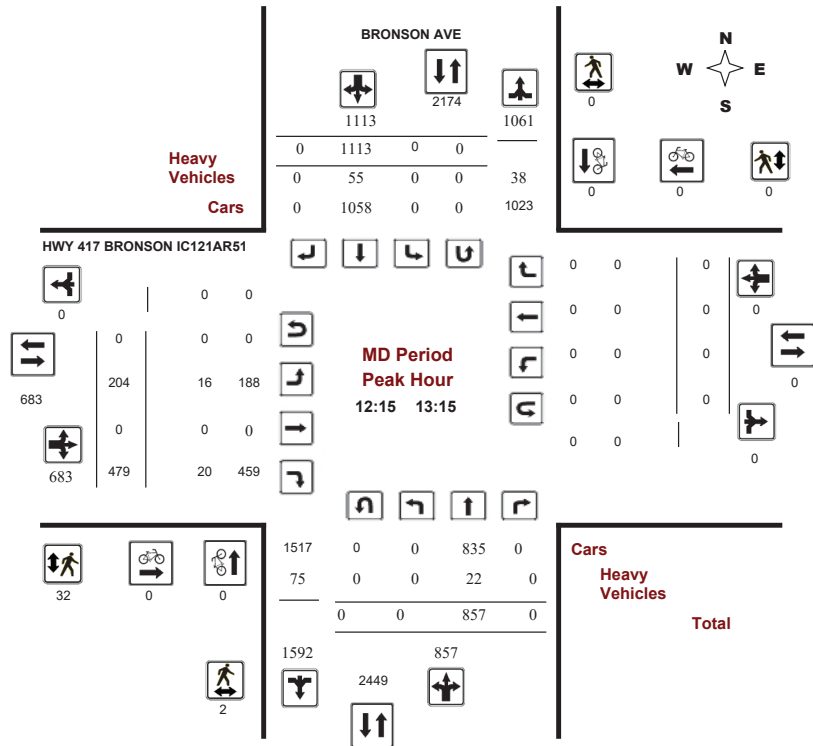 BRONSON AVE
N
W E
S
2174
0
1113 1061
0 1113 0 0
Heavy
Vehicles
0 55 0 0 38
Cars 0 1058 0 0 1023
0 0 0
HWY 417 BRONSON IC121AR51
0 0 0
0 0
0
0 0 0
0 0
0
0 0 0
MD Period
Peak Hour
12:15 13:15
683
204 16 188
0 0 0
0
0 0 0
0 0 0
0 0
0
683
479 20 459
1517 0 0 835 0
75 0 0 22 0
0 0 857 0
Cars
Heavy
Vehicles
Total
32 0 0
1592 857
2449
2